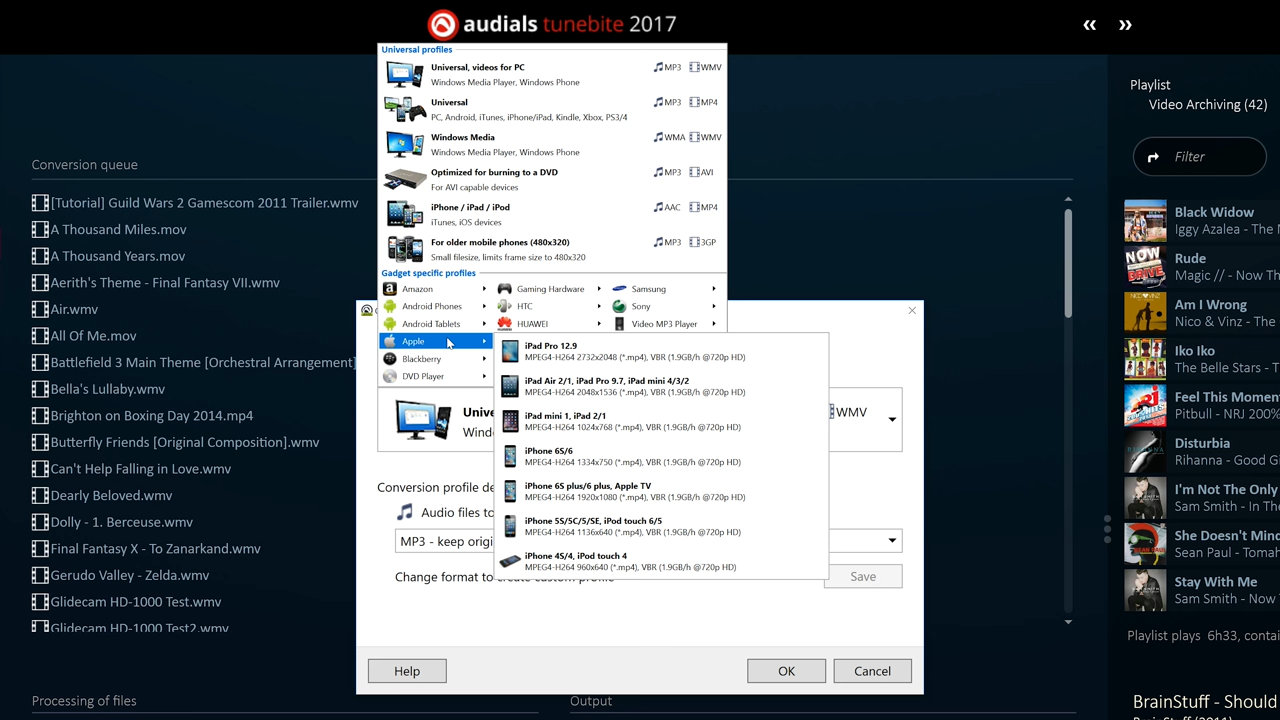 audials tunebite 2017
Universal profiles
Universal, videos for PC
Windows Media Player, Windows Phone
MP3 WMV
Universal
PC, Android, iTunes, iPhone/iPad, Kindle, Xbox, PS3/4
MP3 MP4
Windows Media
Windows Media Player, Windows Phone
WMA WMV
Optimized for burning to a DVD
For AVI capable devices
MP3 AVI
iPhone / iPad / iPod
iTunes, iOS devices
AAC MP4
For older mobile phones (480x320)
Small filesize, limits frame size to 480x320
MP3 3GP
Gadget specific profiles
Amazon
Android Phones
Android Tablets
Apple
Blackberry
DVD Player
Gaming Hardware
HTC
HUAWEI
Samsung
Sony
Video MP3 Player
iPad Pro 12.9
MPEG4-H264 2732x2048 (*.mp4), VBR (1.9GB/h @720p HD)
iPad Air 2/1, iPad Pro 9.7, iPad mini 4/3/2
MPEG4-H264 2048x1536 (*.mp4), VBR (1.9GB/h @720p HD)
iPad mini 1, iPad 2/1
MPEG4-H264 1024x768 (*.mp4), VBR (1.9GB/h @720p HD)
iPhone 6S/6
MPEG4-H264 1334x750 (*.mp4), VBR (1.9GB/h @720p HD)
iPhone 6S plus/6 plus, Apple TV
MPEG4-H264 1920x1080 (*.mp4), VBR (1.9GB/h @720p HD)
iPhone 5S/5C/5/SE, iPod touch 6/5
MPEG4-H264 1136x640 (*.mp4), VBR (1.9GB/h @720p HD)
iPhone 4S/4, iPod touch 4
MPEG4-H264 960x640 (*.mp4), VBR (1.9GB/h @720p HD)
Unive
Wind
WMV
Conversion profile de
Audio files to
MP3 - keep origi
Change format to create custom profile
Save
Help
OK
Cancel
Conversion queue
[Tutorial] Guild Wars 2 Gamescom 2011 Trailer.wmv
A Thousand Miles.mov
A Thousand Years.mov
Aerith's Theme - Final Fantasy VII.wmv
Air.wmv
All Of Me.mov
Battlefield 3 Main Theme [Orchestral Arrangement]
Bella's Lullaby.wmv
Brighton on Boxing Day 2014.mp4
Butterfly Friends [Original Composition].wmv
Can't Help Falling in Love.wmv
Dearly Beloved.wmv
Dolly - 1. Berceuse.wmv
Final Fantasy X - To Zanarkand.wmv
Gerudo Valley - Zelda.wmv
Glidecam HD-1000 Test.wmv
Glidecam HD-1000 Test2.wmv
Processing of files
Output
Playlist
Video Archiving (42)
Filter
Black Widow
Iggy Azalea - The N
Rude
Magic // - Now Th
Am I Wrong
Nico & Vinz - The
Iko Iko
The Belle Stars - T
Feel This Momen
Pitbull - NRJ 200%
Disturbia
Rihanna - Good Gi
I'm Not The Only
Sam Smith - In The
She Doesn't Mind
Sean Paul - Tomah
Stay With Me
Sam Smith - Now T
Playlist plays 6h33, contai
BrainStuff - Should